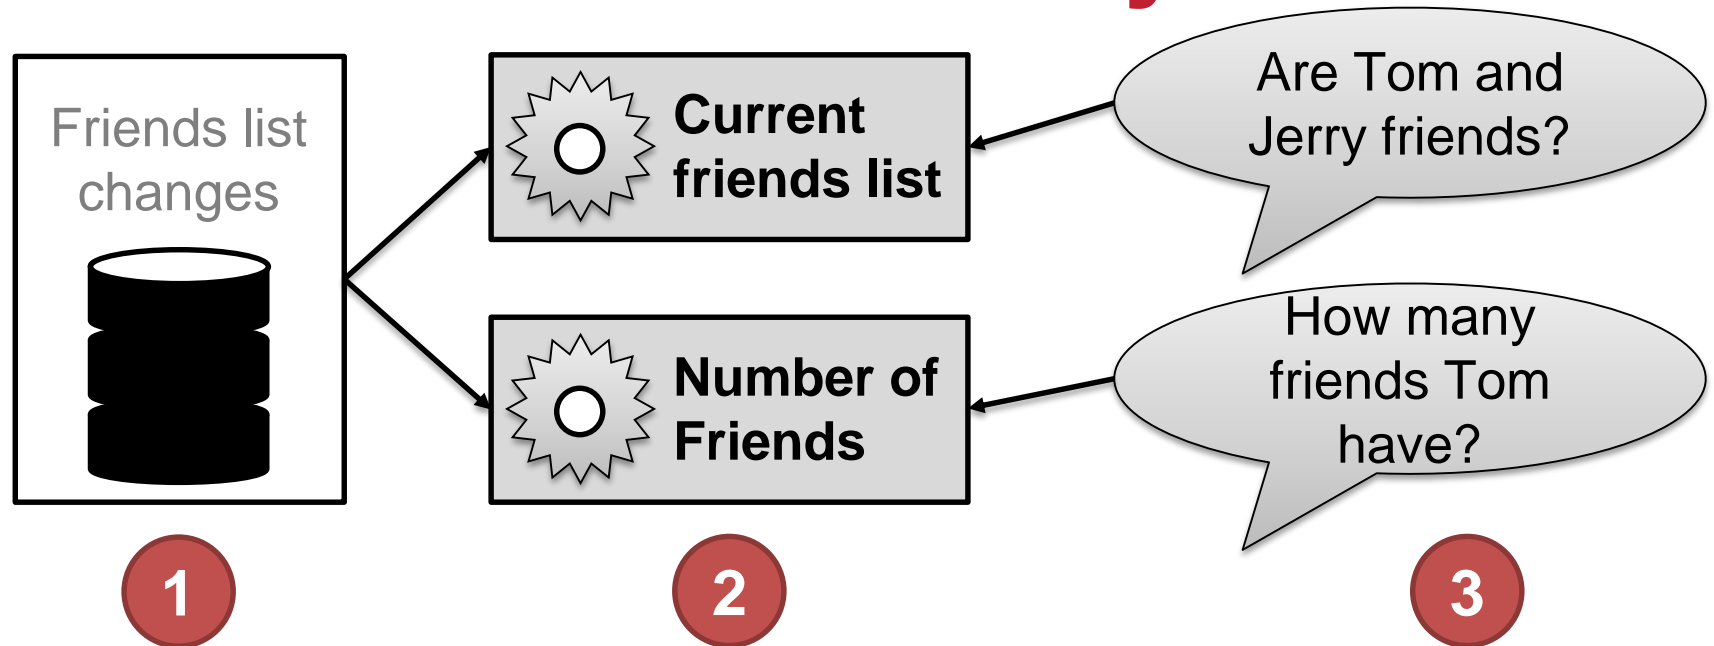 Friends list
changes
Current
friends list
Number of
Friends
Are Tom and
Jerry friends?
How many
friends Tom
have?
1
2
3